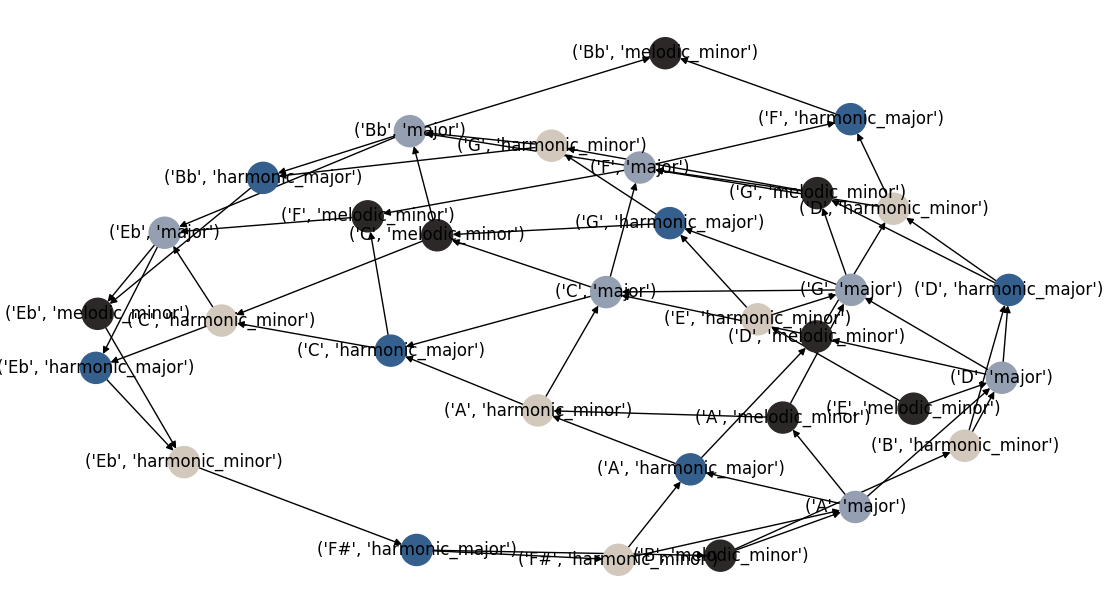 ('Bb', 'melodic_minor')
('F', 'harmonic_major')
('Bb', 'major')
('G', 'harmonic_minor')
('F', 'major')
('Bb', 'harmonic_major')
('G', 'melodic_minor')
('D', 'harmonic_minor')
('F', 'melodic_minor')
('G', 'harmonic_major')
('Eb', 'major')
('C', 'melodic_minor')
('C', 'major')
('G', 'major')
('D', 'harmonic_major')
('Eb', 'melodic_minor')
('C', 'harmonic_minor')
('E', 'harmonic_minor')
('D', 'melodic_minor')
('C', 'harmonic_major')
('Eb', 'harmonic_major')
('D', 'major')
('A', 'harmonic_minor')
('A', 'melodic_minor')
('E', 'melodic_minor')
('B', 'harmonic_minor')
('Eb', 'harmonic_minor')
('A', 'harmonic_major')
('A', 'major')
('F#', 'harmonic_major')
('F#', 'harmonic_minor')
('B', 'melodic_minor')